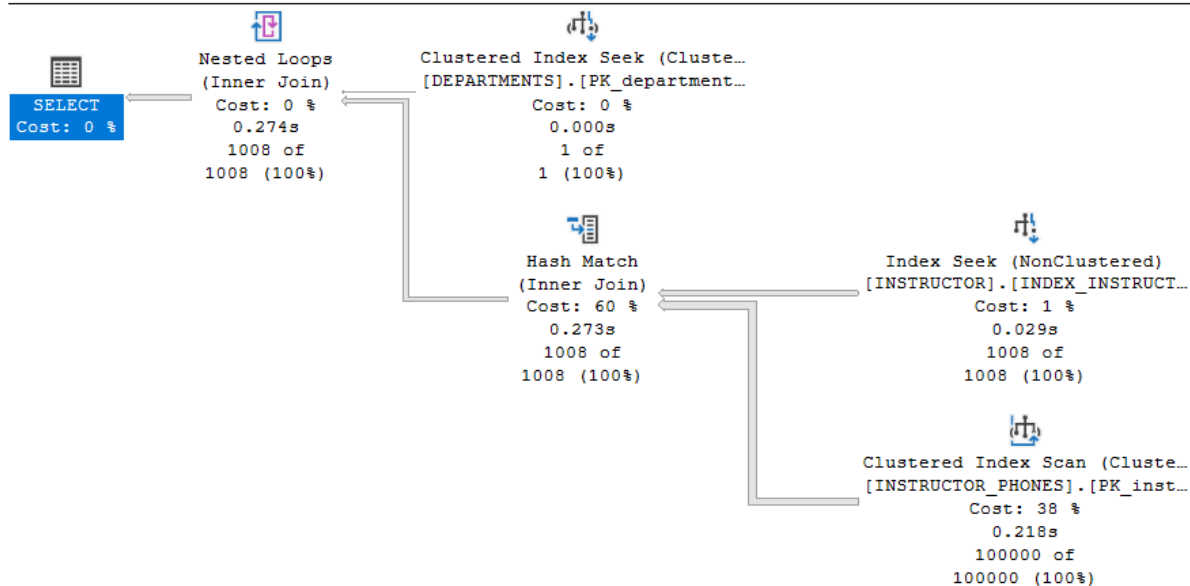 SELECT
Cost: 0 %
Nested Loops
(Inner Join)
Cost: 0 %
0.274s
1008 of
1008 (100%)
Clustered Index Seek (Cluste…
[DEPARTMENTS].[PK_department…
Cost: 0 %
0.000s
1 of
1 (100%)
Hash Match
(Inner Join)
Cost: 60 %
0.273s
1008 of
1008 (100%)
Index Seek (NonClustered)
[INSTRUCTOR].[INDEX_INSTRUCT…
Cost: 1 %
0.029s
1008 of
1008 (100%)
Clustered Index Scan (Cluste…
[INSTRUCTOR_PHONES].[PK_inst…
Cost: 38 %
0.218s
100000 of
100000 (100%)